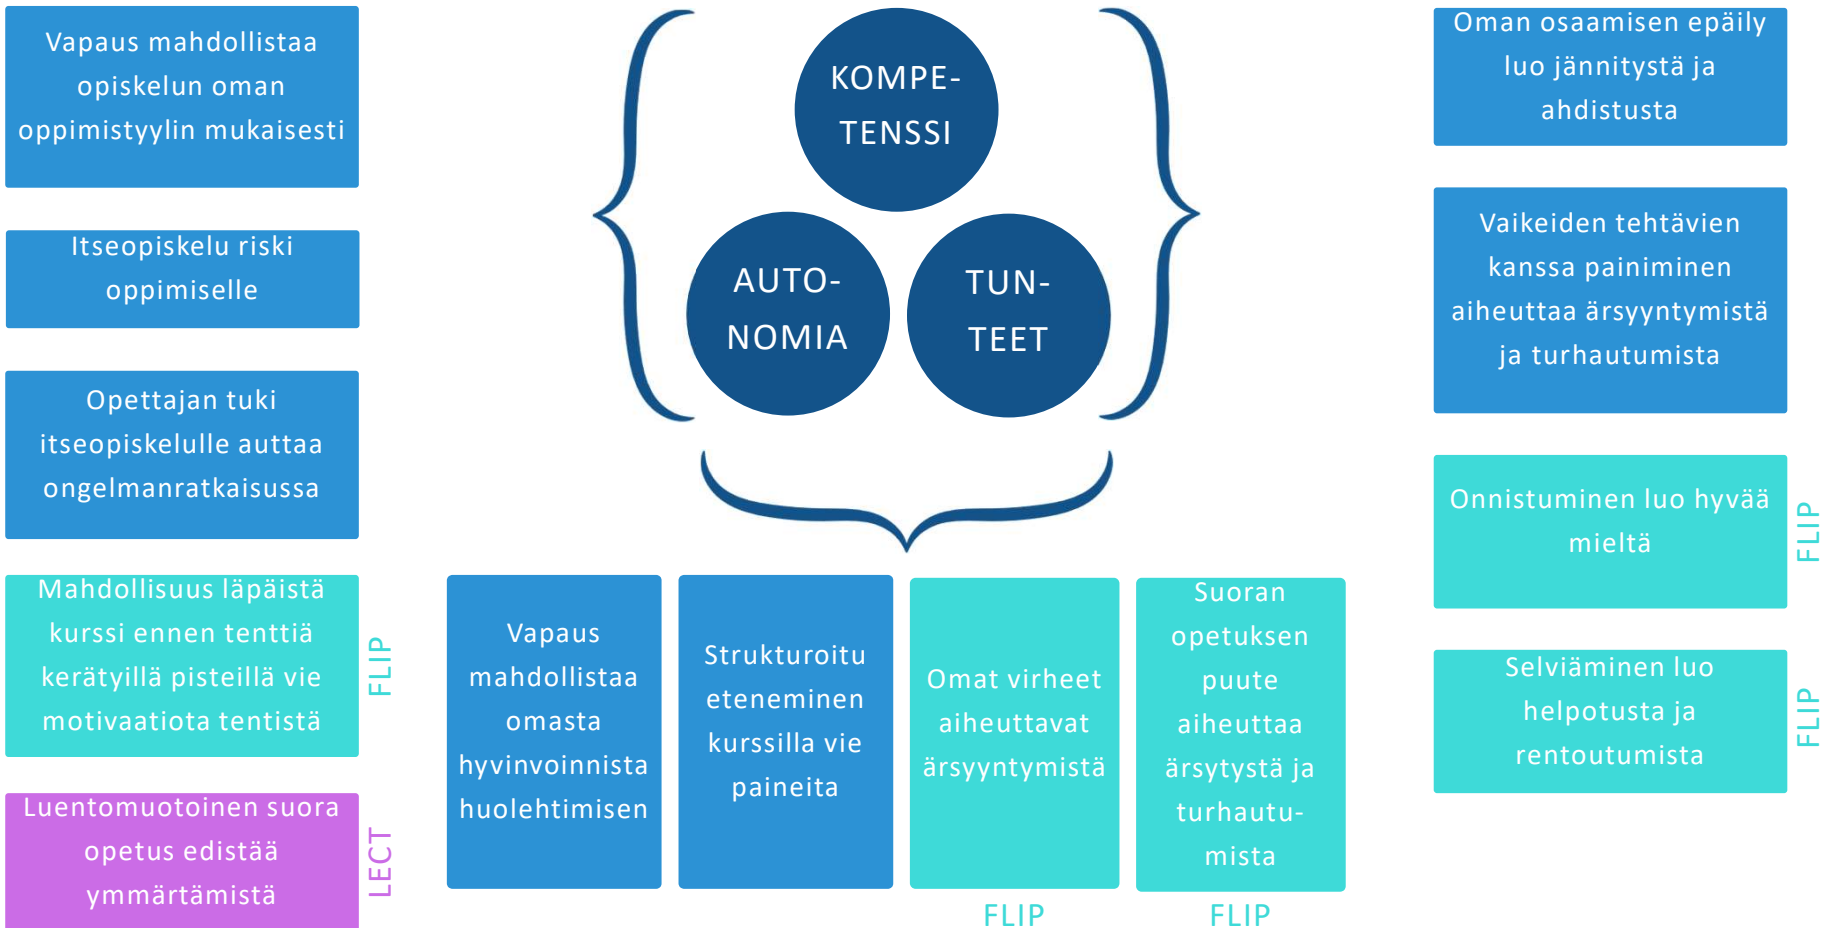 Vapaus mahdollistaa
opiskelun oman
oppimistyylin mukaisesti
Itseopiskelu riski
oppimiselle
Opettajan tuki
itseopiskelulle auttaa
ongelmanratkaisussa
Mahdollisuus läpäistä
kurssi ennen tenttiä
kerätyillä pisteillä vie
motivaatiota tentistä
FLIP
Luentomuotoinen suora
opetus edistää
ymmärtämistä
LECT
KOMPE-
TENSSI
AUTO-
NOMIA
TUN-
TEET
Vapaus
mahdollistaa
omasta
hyvinvoinnista
huolehtimisen
Strukturoitu
eteneminen
kurssilla vie
paineita
Omat virheet
aiheuttavat
ärsyyntymistä
FLIP
Suoran
opetuksen
puute
aiheuttaa
ärsytystä ja
turhautu-
mista
FLIP
Oman osaamisen epäily
luo jännitystä ja
ahdistusta
Vaikeiden tehtävien
kanssa painiminen
aiheuttaa ärsyyntymistä
ja turhautumista
Onnistuminen luo hyvää
mieltä
FLIP
Selviäminen luo
helpotusta ja
rentoutumista
FLIP